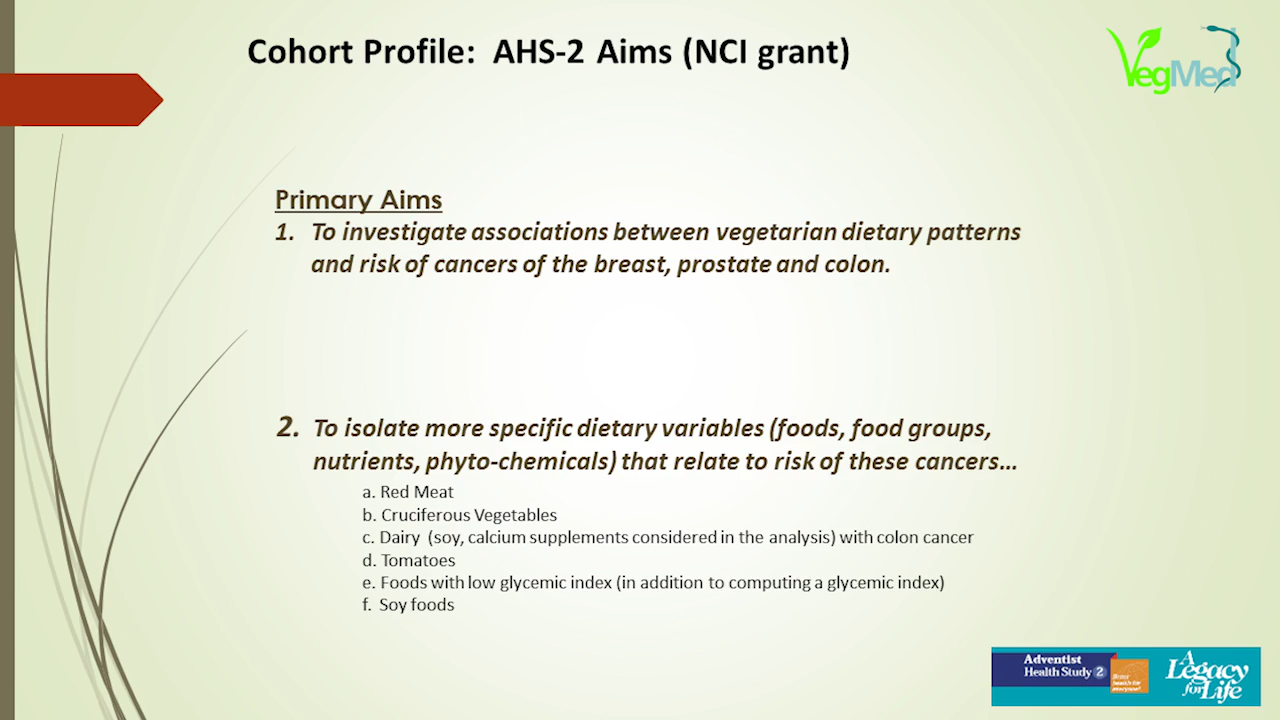 Cohort Profile: AHS-2 Aims (NCI grant)
VegMed
Primary Aims
1. To investigate associations between vegetarian dietary patterns
and risk of cancers of the breast, prostate and colon.
2. To isolate more specific dietary variables (foods, food groups,
nutrients, phyto-chemicals) that relate to risk of these cancers…
a. Red Meat
b. Cruciferous Vegetables
c. Dairy (soy, calcium supplements considered in the analysis) with colon cancer
d. Tomatoes
e. Foods with low glycemic index (in addition to computing a glycemic index)
f. Soy foods
Adventist
Health Study 2
Better
health for
everyone!
A
Legacy
for Life